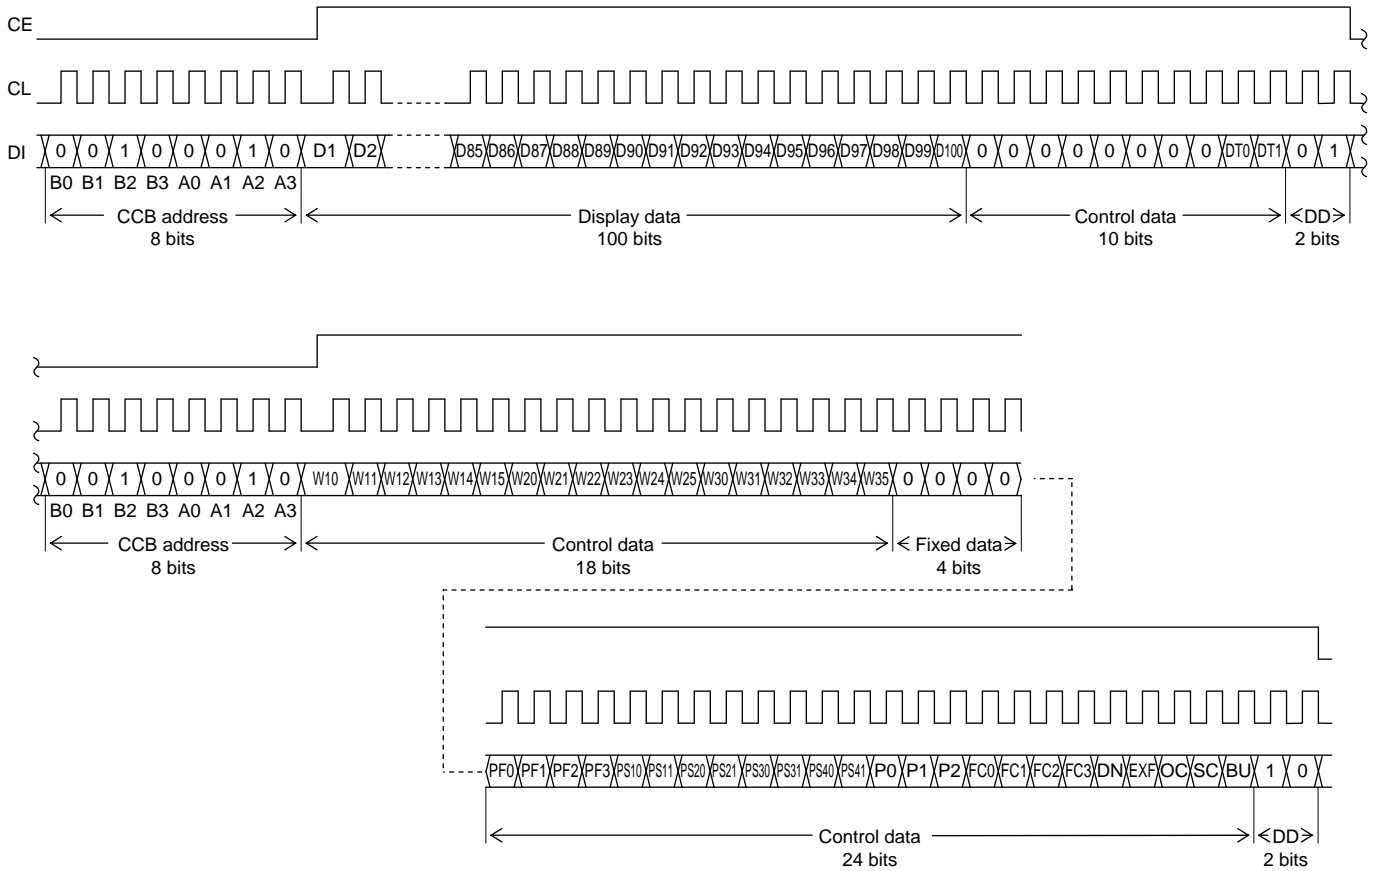 CE
CL
DI 0 0 1 0 0 0 1 0 D1 D2 D85 D86 D87 D88 D89 D90 D91 D92 D93 D94 D95 D96 D97 D98 D99 D100 0 0 0 0 0 0 0 0 DT0 DT1 0 1
B0 B1 B2 B3 A0 A1 A2 A3
CCB address Display data Control data DD
8 bits 100 bits 10 bits 2 bits
0 0 1 0 0 0 1 0 W10 W11 W12 W13 W14 W15 W20 W21 W22 W23 W24 W25 W30 W31 W32 W33 W34 W35 0 0 0 0
B0 B1 B2 B3 A0 A1 A2 A3
CCB address Control data Fixed data
8 bits 18 bits 4 bits
PF0 PF1 PF2 PF3 PS10 PS11 PS20 PS21 PS30 PS31 PS40 PS41 P0 P1 P2 FC0 FC1 FC2 FC3 DN EXF OC SC BU 1 0
Control data DD
24 bits 2 bits